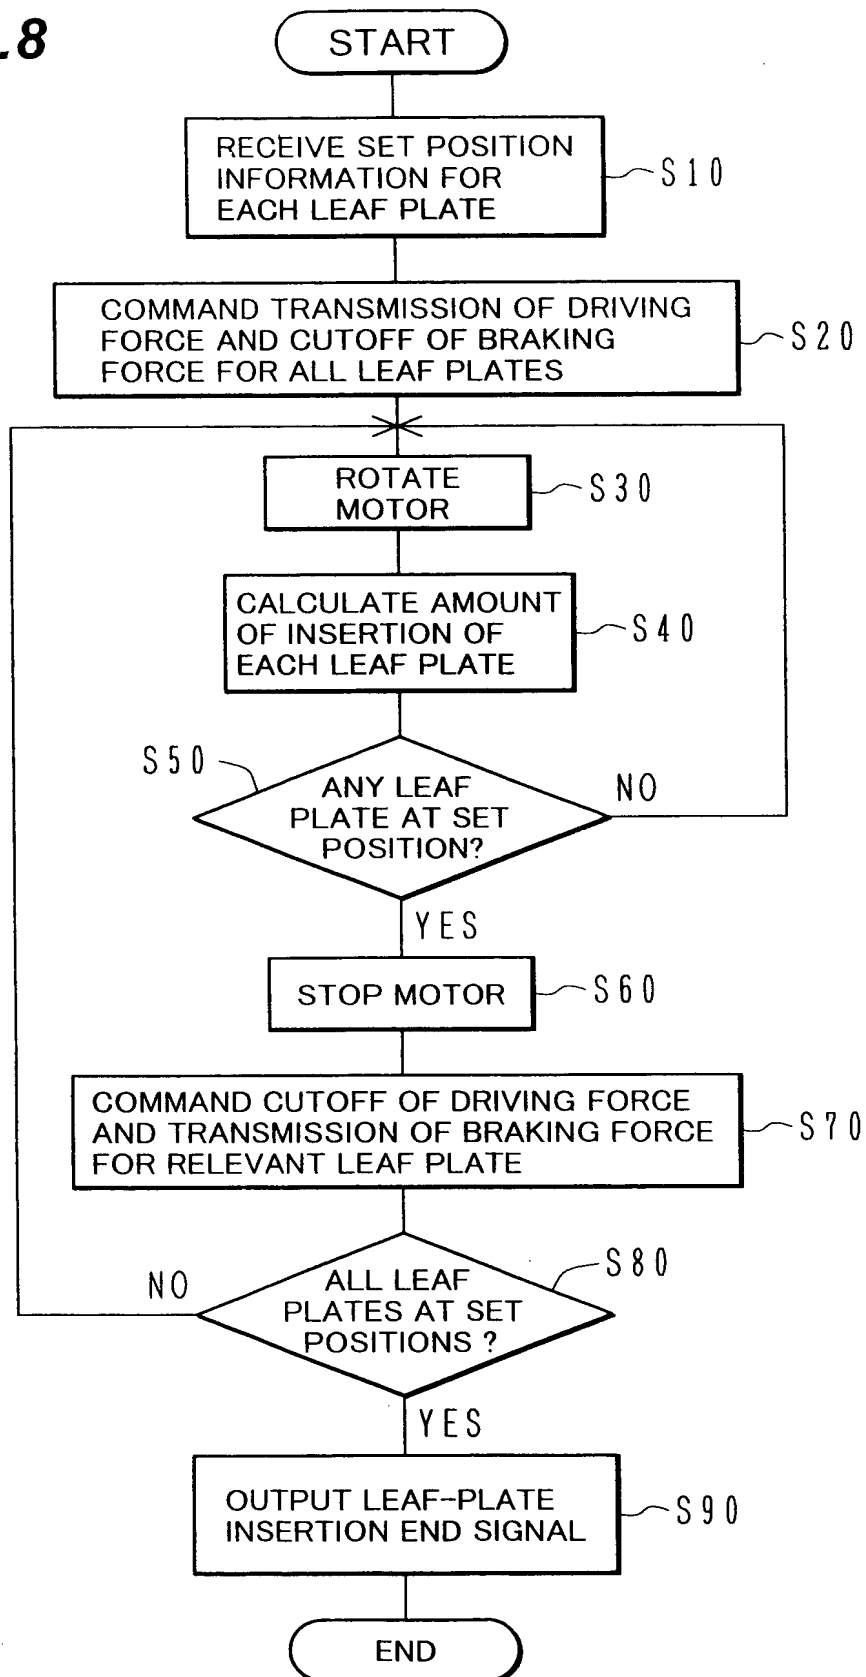 .8
START
RECEIVE SET POSITION
INFORMATION FOR
EACH LEAF PLATE
S10
COMMAND TRANSMISSION OF DRIVING
FORCE AND CUTOFF OF BRAKING
FORCE FOR ALL LEAF PLATES
S20
ROTATE
MOTOR
S30
CALCULATE AMOUNT
OF INSERTION OF
EACH LEAF PLATE
S40
S50
ANY LEAF
PLATE AT SET
POSITION?
NO
YES
STOP MOTOR
S60
COMMAND CUTOFF OF DRIVING FORCE
AND TRANSMISSION OF BRAKING FORCE
FOR RELEVANT LEAF PLATE
S70
NO
ALL LEAF
PLATES AT SET
POSITIONS ?
S80
YES
OUTPUT LEAF-PLATE
INSERTION END SIGNAL
S90
END